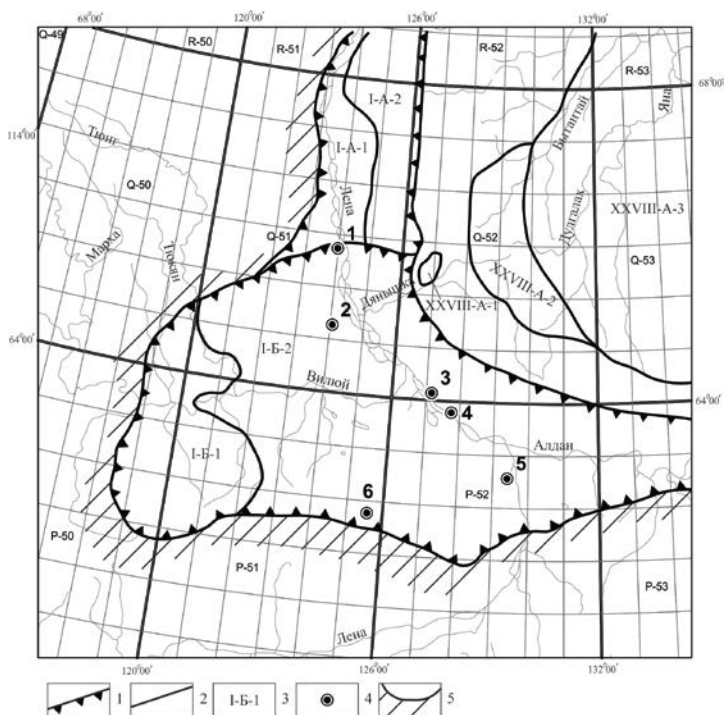 68°00'
120°00'
126°00'
132°00'
Q-49
R-50
R-51
R-52
R-53
68°00'
I-А-2
Бытантай
Яна
114°00'
Тюнг
I-А-1
Q-50
Лена
Дулгалах
XXVIII-А-3
Марха
Тюкян
Q-51
1
Q-52
Q-53
Дянышка
XXVIII-А-2
XXVIII-А-1
2
64°00'
I-Б-2
Вилюй
3
64°00'
4
Алдан
I-Б-1
5
P-52
6
P-50
P-51
P-53
Лена
120°00'
126°00'
132°00'
1
2
I-Б-1
3
4
5